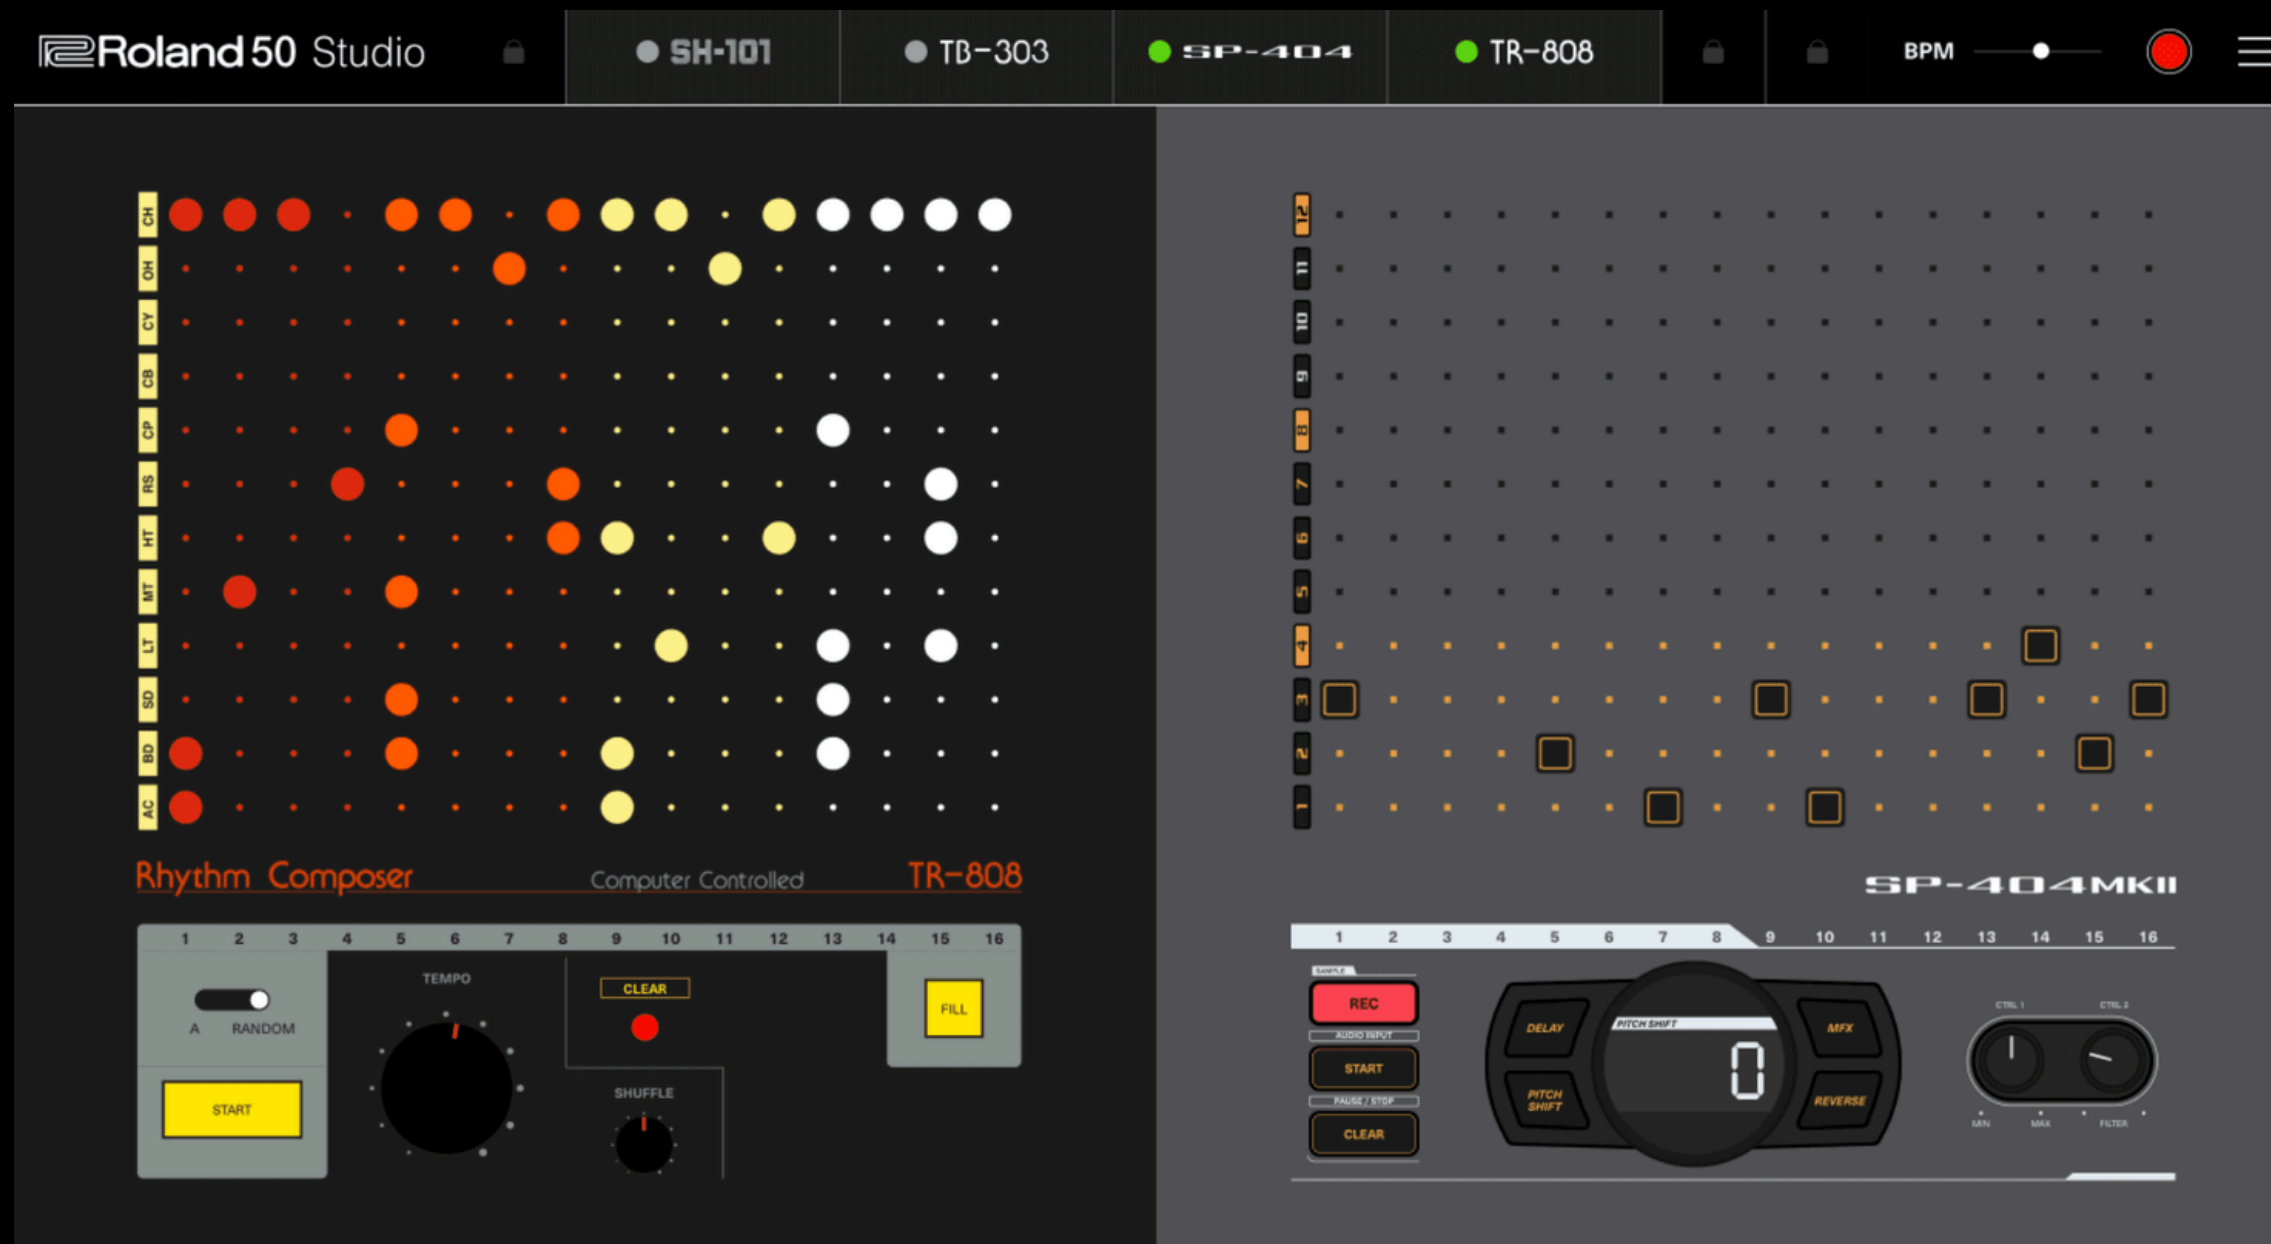 Roland 50 Studio
SH-101
TB-303
SP-404
TR-808
BPM
CH
OH
CY
CB
CP
RS
HT
MT
LT
SD
BD
AC
Rhythm Composer
Computer Controlled
TR-808
1 2 3 4 5 6 7 8 9 10 11 12 13 14 15 16
A RANDOM
START
TEMPO
CLEAR
SHUFFLE
FILL
12
11
10
9
8
7
6
5
4
3
2
1
SP-404MKII
1 2 3 4 5 6 7 8 9 10 11 12 13 14 15 16
SAMPLE
REC
AUDIO INPUT
START
PAUSE / STOP
CLEAR
DELAY
PITCH
SHIFT
PITCH SHIFT
0
MFX
REVERSE
CTRL 1
CTRL 2
MIN
MAX
FILTER